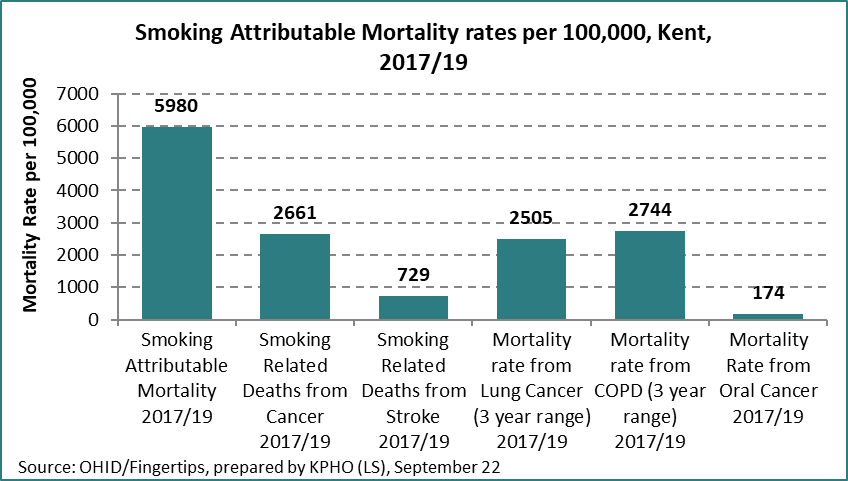 Smoking Attributable Mortality rates per 100,000, Kent,
2017/19
Mortality Rate per 100,000
7000
6000
5000
4000
3000
2000
1000
0
5980
2661
729
2505
2744
174
Smoking
Attributable
Mortality
2017/19
Smoking
Related
Deaths from
Cancer
2017/19
Smoking
Related
Deaths from
Stroke
2017/19
Mortality
rate from
Lung Cancer
(3 year range)
2017/19
Mortality
rate from
COPD (3 year
range)
2017/19
Mortality
Rate from
Oral Cancer
2017/19
Source: OHID/Fingertips, prepared by KPHO (LS), September 22